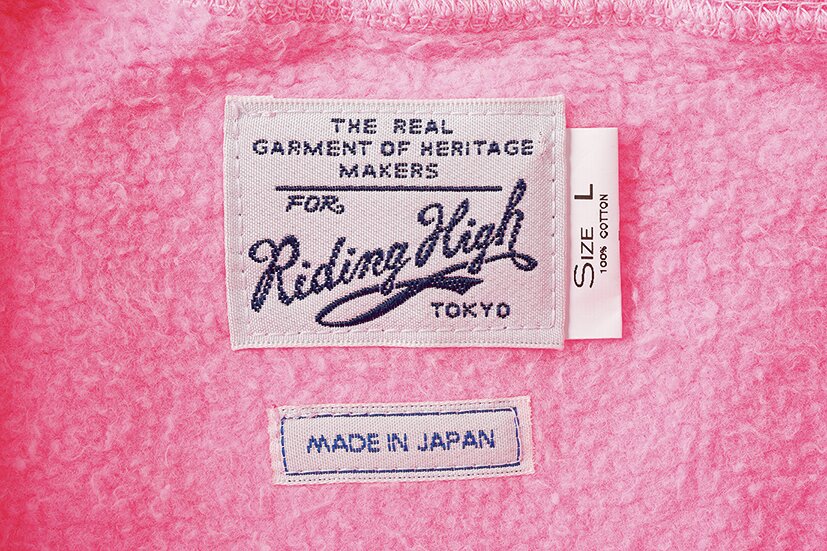 THE REAL
GARMENT OF HERITAGE
MAKERS
FOR
Riding High
TOKYO
SIZE L
100% COTTON
MADE IN JAPAN